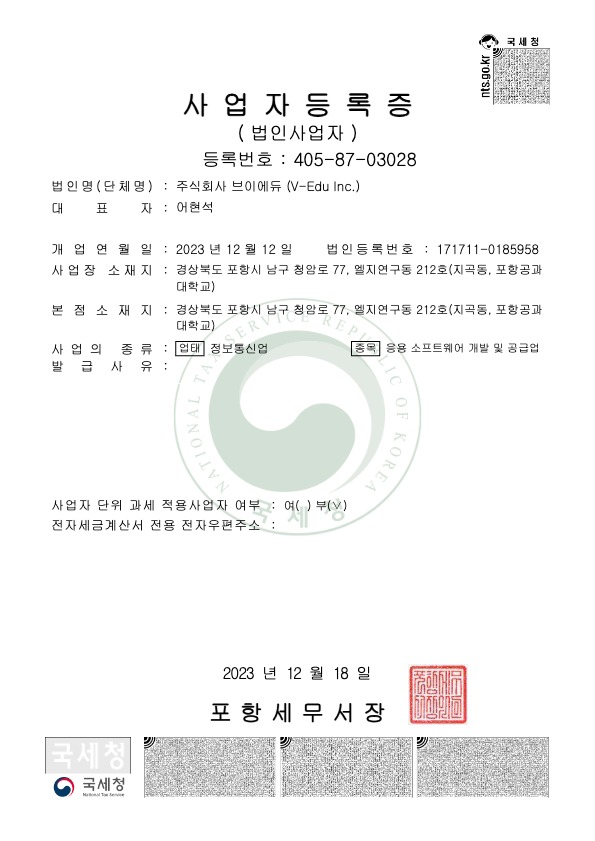 국세청
nts.go.kr
사업자등록증
( 법인사업자 )
등록번호 : 405-87-03028
법인명(단체명) : 주식회사 브이에듀 (V-Edu Inc.)
대표자 : 어현석
개업연월일 : 2023 년 12 월 12 일 법인등록번호 : 171711-0185958
사업장 소재지 : 경상북도 포항시 남구 청암로 77, 엘지연구동 212호(지곡동, 포항공과
대학교)
본점소재지 : 경상북도 포항시 남구 청암로 77, 엘지연구동 212호(지곡동, 포항공과
대학교)
사업의 종류 : 업태 정보통신업 종목 응용 소프트웨어 개발 및 공급업
발급사유 :
NATIONAL TAX SERVICE REPUBLIC OF KOREA
국세청
사업자 단위 과세 적용사업자 여부 : 여( ) 부(∨)
전자세금계산서 전용 전자우편주소 :
2023 년 12 월 18 일
포항세무서장
국세청
국세청
National Tax Service